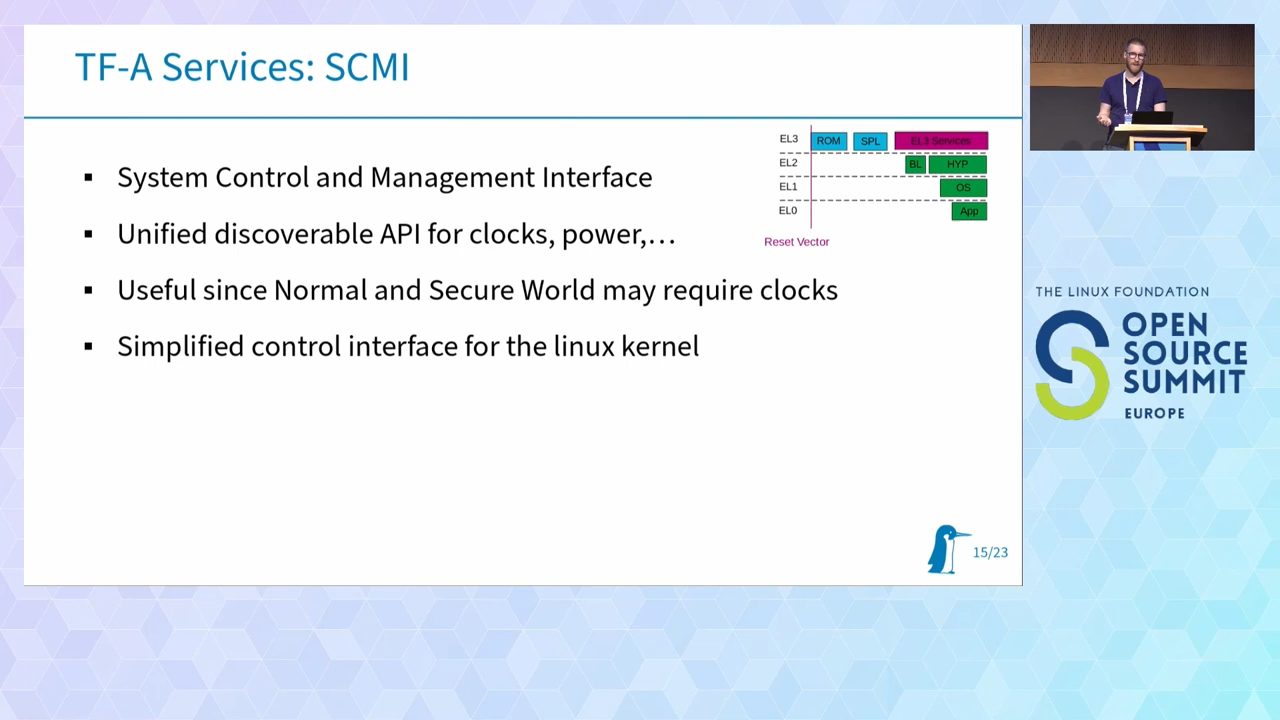 TF-A Services: SCMI
▪ System Control and Management Interface
▪ Unified discoverable API for clocks, power,…
▪ Useful since Normal and Secure World may require clocks
▪ Simplified control interface for the linux kernel
EL3 ROM SPL EL3 Services
EL2 BL HYP
EL1 OS
EL0 App
Reset Vector
15/23
THE LINUX FOUNDATION
OPEN
SOURCE
SUMMIT
EUROPE